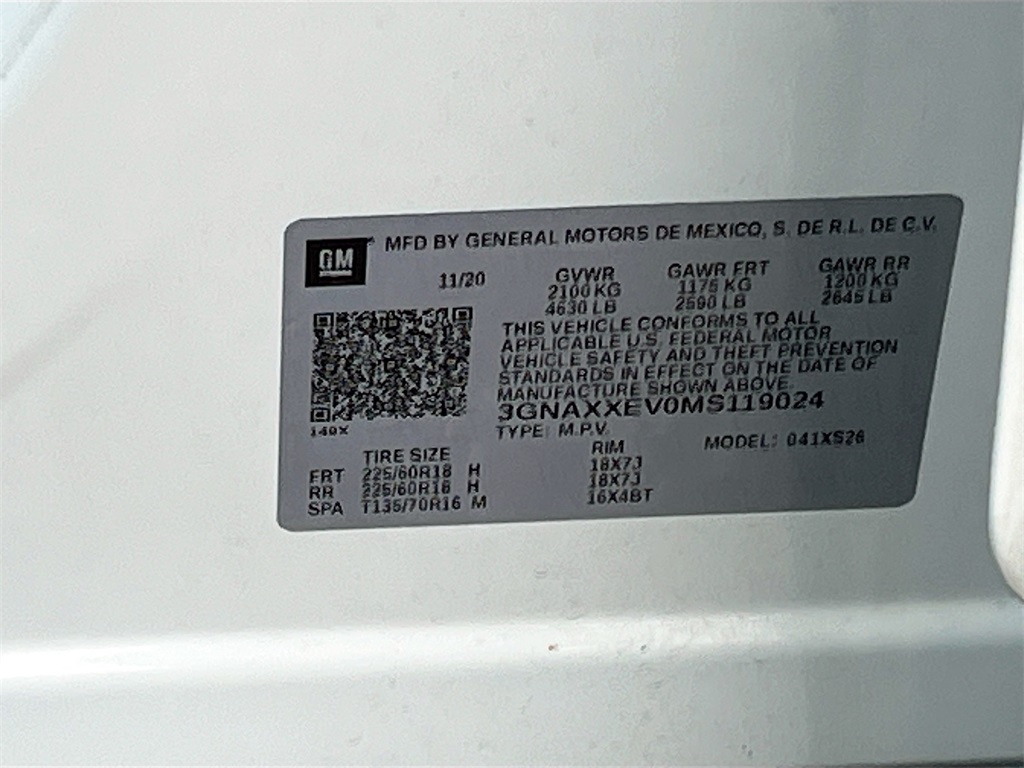 GM
MFD BY GENERAL MOTORS DE MEXICO, S. DE R.L. DE C.V.
11/20
GVWR GAWR FRT GAWR RR
2100 KG 1175 KG 1200 KG
4630 LB 2590 LB 2645 LB
THIS VEHICLE CONFORMS TO ALL
APPLICABLE U.S. FEDERAL MOTOR
VEHICLE SAFETY AND THEFT PREVENTION
STANDARDS IN EFFECT ON THE DATE OF
MANUFACTURE SHOWN ABOVE.
3GNAXXEV0MS119024
149X
TYPE: M.P.V. MODEL: 041XS26
TIRE SIZE RIM
FRT 225/60R18 H 18X7J
RR 225/60R18 H 18X7J
SPA T135/70R16 M 16X4BT